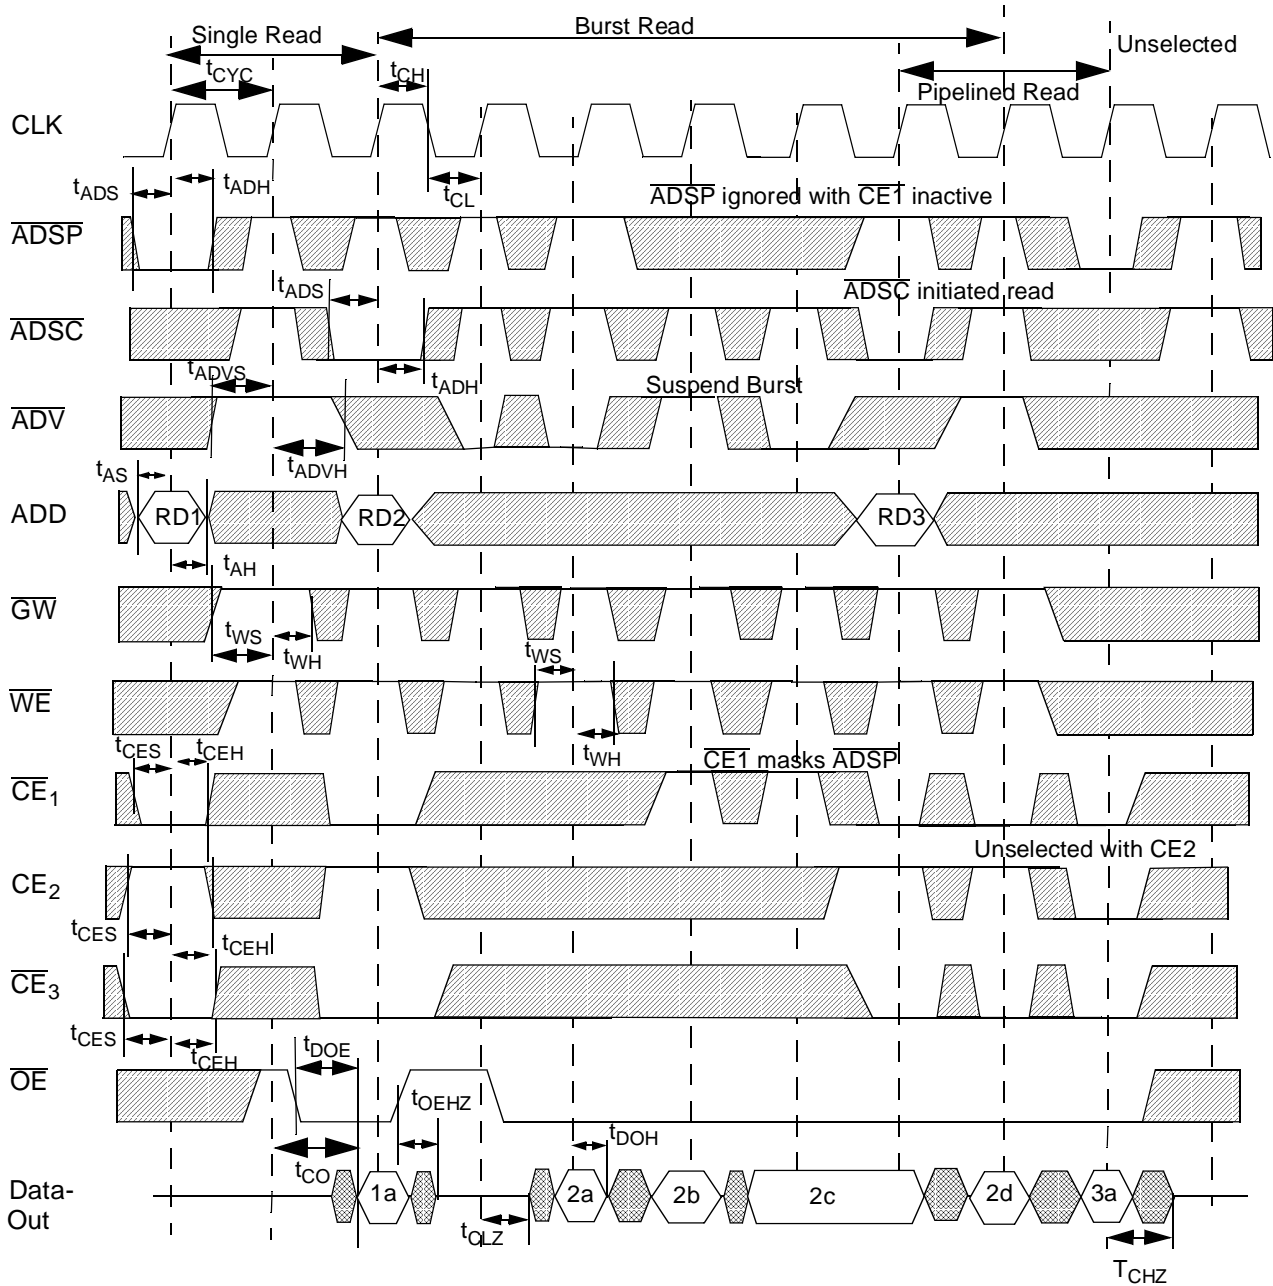 Single Read
Burst Read
Unselected
tCYC
tCH
Pipelined Read
CLK
tADS
tADH
tCL
ADSP ignored with CE1 inactive
ADSP
tADS
ADSC initiated read
ADSC
tADVS
tADH
Suspend Burst
ADV
tADVH
tAS
ADD
RD1
RD2
RD3
tAH
GW
tWS
tWH
tWS
WE
tWH
tCES
tCEH
CE1 masks ADSP
CE1
Unselected with CE2
CE2
tCES
tCEH
CE3
tCES
tCEH
tDOE
OE
tOEHZ
tDOH
tCO
Data-
Out
1a
2a
2b
2c
2d
3a
tCLZ
TCHZ